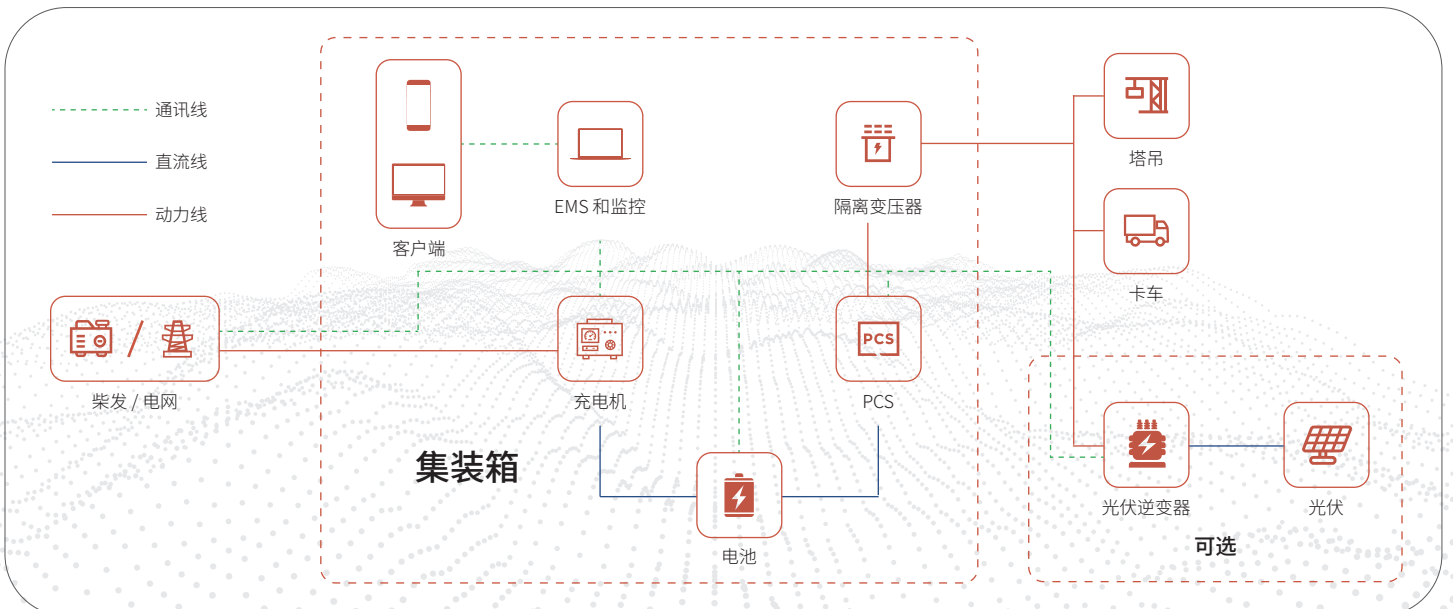 通讯线
直流线
动力线
客户端
EMS 和监控
隔离变压器
塔吊
卡车
柴发 / 电网
充电机
PCS
PCS
集装箱
电池
光伏逆变器
光伏
可选